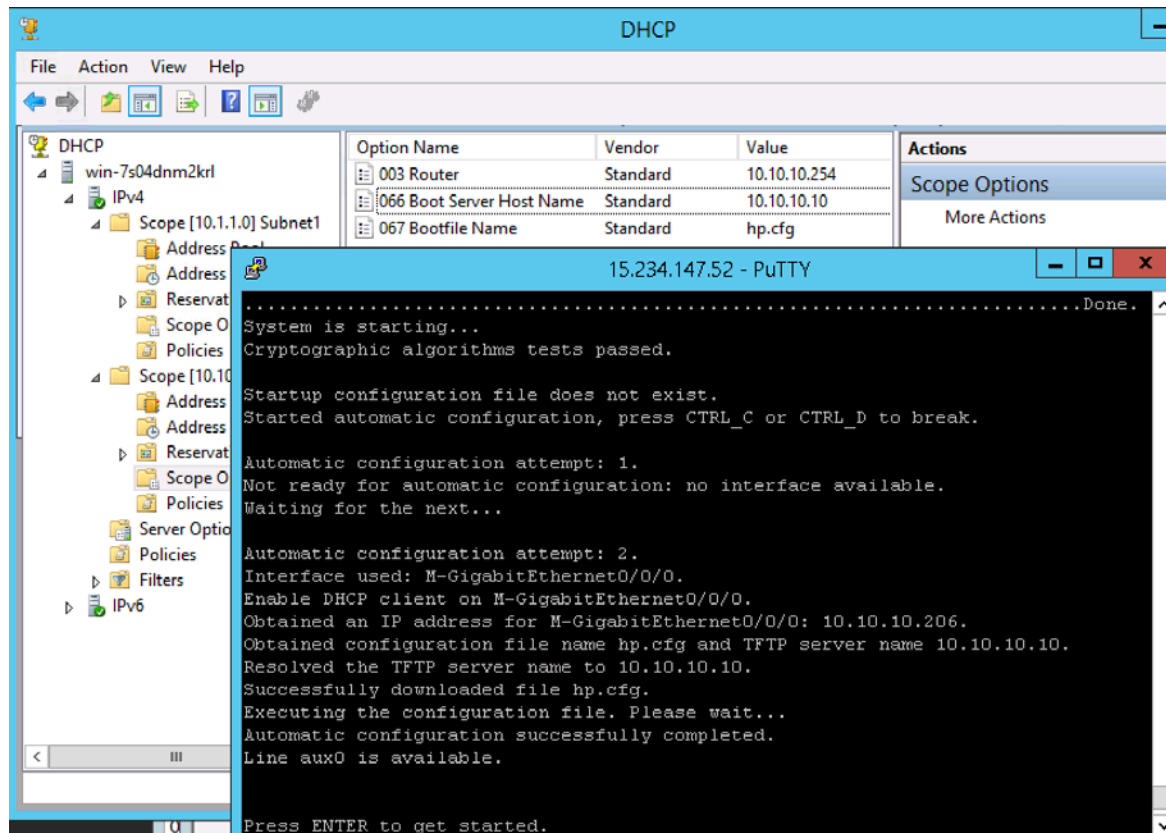 DHCP
File Action View Help
DHCP
win-7s04dnm2krl
IPv4
Scope [10.1.1.0] Subnet1
Address Pool
Address
Reservat
Scope O
Policies
Scope [10.10
Address
Address
Reservat
Scope O
Policies
Server Optio
Policies
Filters
IPv6
Option Name Vendor Value
003 Router Standard 10.10.10.254
066 Boot Server Host Name Standard 10.10.10.10
067 Bootfile Name Standard hp.cfg
Actions
Scope Options
More Actions
15.234.147.52 - PuTTY
................................................................................Done.
System is starting...
Cryptographic algorithms tests passed.
Startup configuration file does not exist.
Started automatic configuration, press CTRL_C or CTRL_D to break.
Automatic configuration attempt: 1.
Not ready for automatic configuration: no interface available.
Waiting for the next...
Automatic configuration attempt: 2.
Interface used: M-GigabitEthernet0/0/0.
Enable DHCP client on M-GigabitEthernet0/0/0.
Obtained an IP address for M-GigabitEthernet0/0/0: 10.10.10.206.
Obtained configuration file name hp.cfg and TFTP server name 10.10.10.10.
Resolved the TFTP server name to 10.10.10.10.
Successfully downloaded file hp.cfg.
Executing the configuration file. Please wait...
Automatic configuration successfully completed.
Line aux0 is available.
Press ENTER to get started.